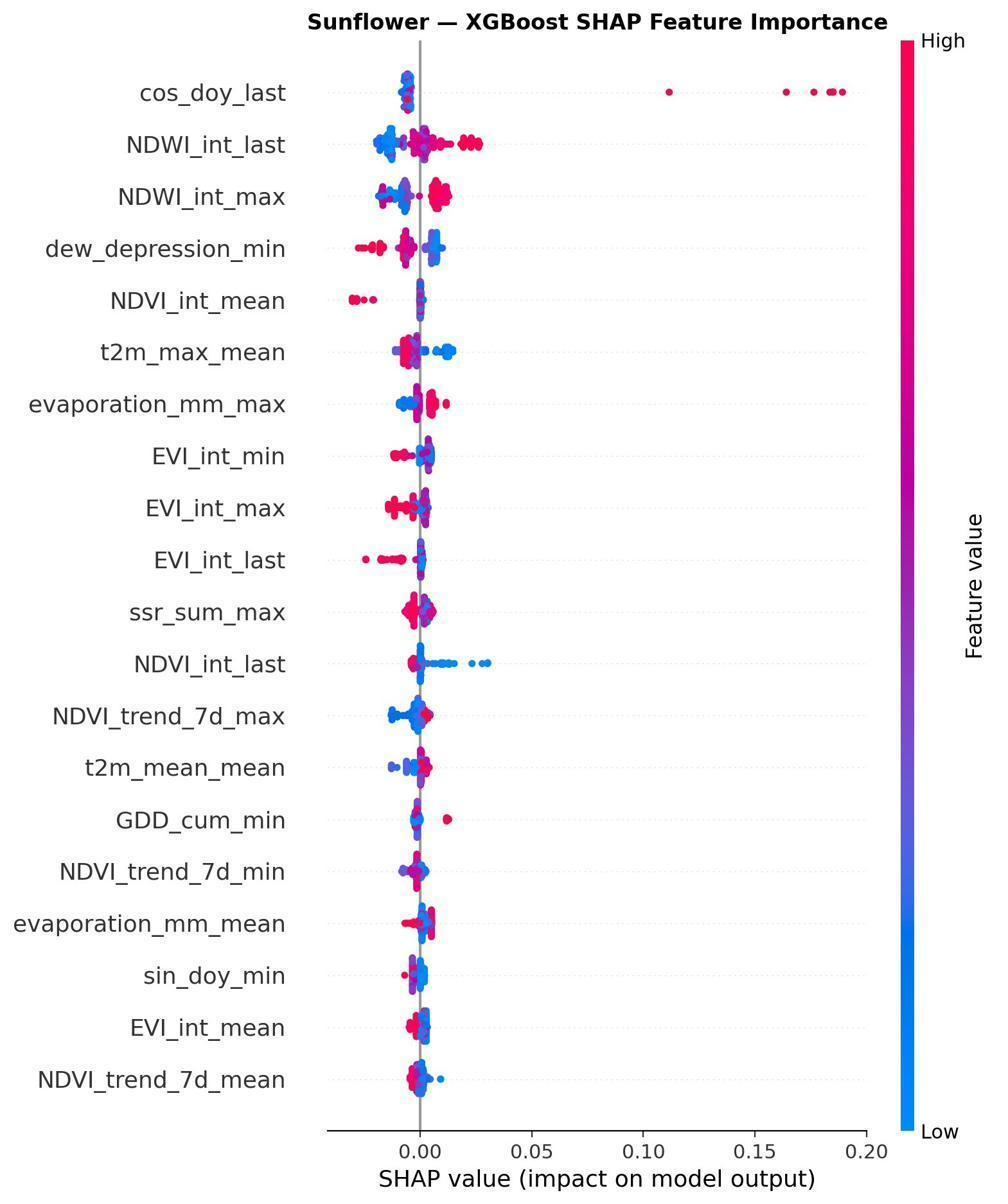 Sunflower — XGBoost SHAP Feature Importance
High
cos_doy_last
NDWI_int_last
NDWI_int_max
dew_depression_min
NDVI_int_mean
t2m_max_mean
evaporation_mm_max
EVI_int_min
EVI_int_max
EVI_int_last
ssr_sum_max
NDVI_int_last
NDVI_trend_7d_max
t2m_mean_mean
GDD_cum_min
NDVI_trend_7d_min
evaporation_mm_mean
sin_doy_min
EVI_int_mean
NDVI_trend_7d_mean
Feature value
Low
0.00 0.05 0.10 0.15 0.20
SHAP value (impact on model output)